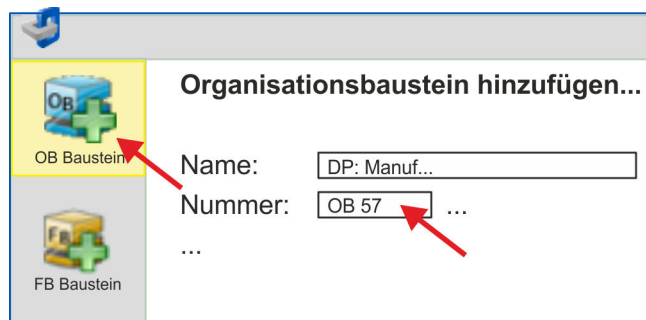 Organisationsbaustein hinzufügen...
OB
OB Baustein
Name: DP: Manuf...
Nummer: OB 57 ...
...
FB
FB Baustein